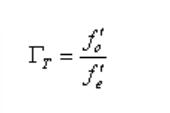 Γ_T = f'_o / f'_e